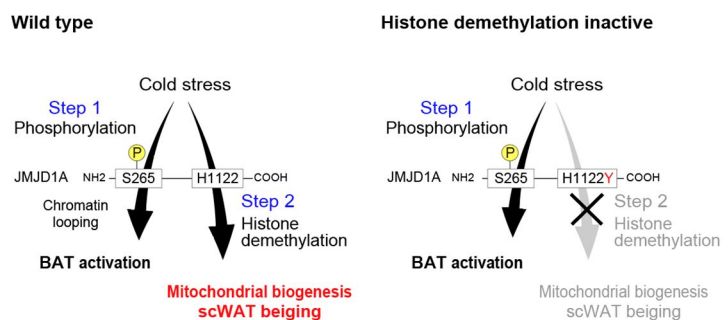 Wild type
Cold stress
Step 1
Phosphorylation
P
JMJD1A NH2 S265 H1122 COOH
Chromatin
looping
Step 2
Histone
demethylation
BAT activation
Mitochondrial biogenesis
scWAT beiging
Histone demethylation inactive
Cold stress
Step 1
Phosphorylation
P
JMJD1A NH2 S265 H1122Y COOH
Step 2
Histone
demethylation
BAT activation
Mitochondrial biogenesis
scWAT beiging